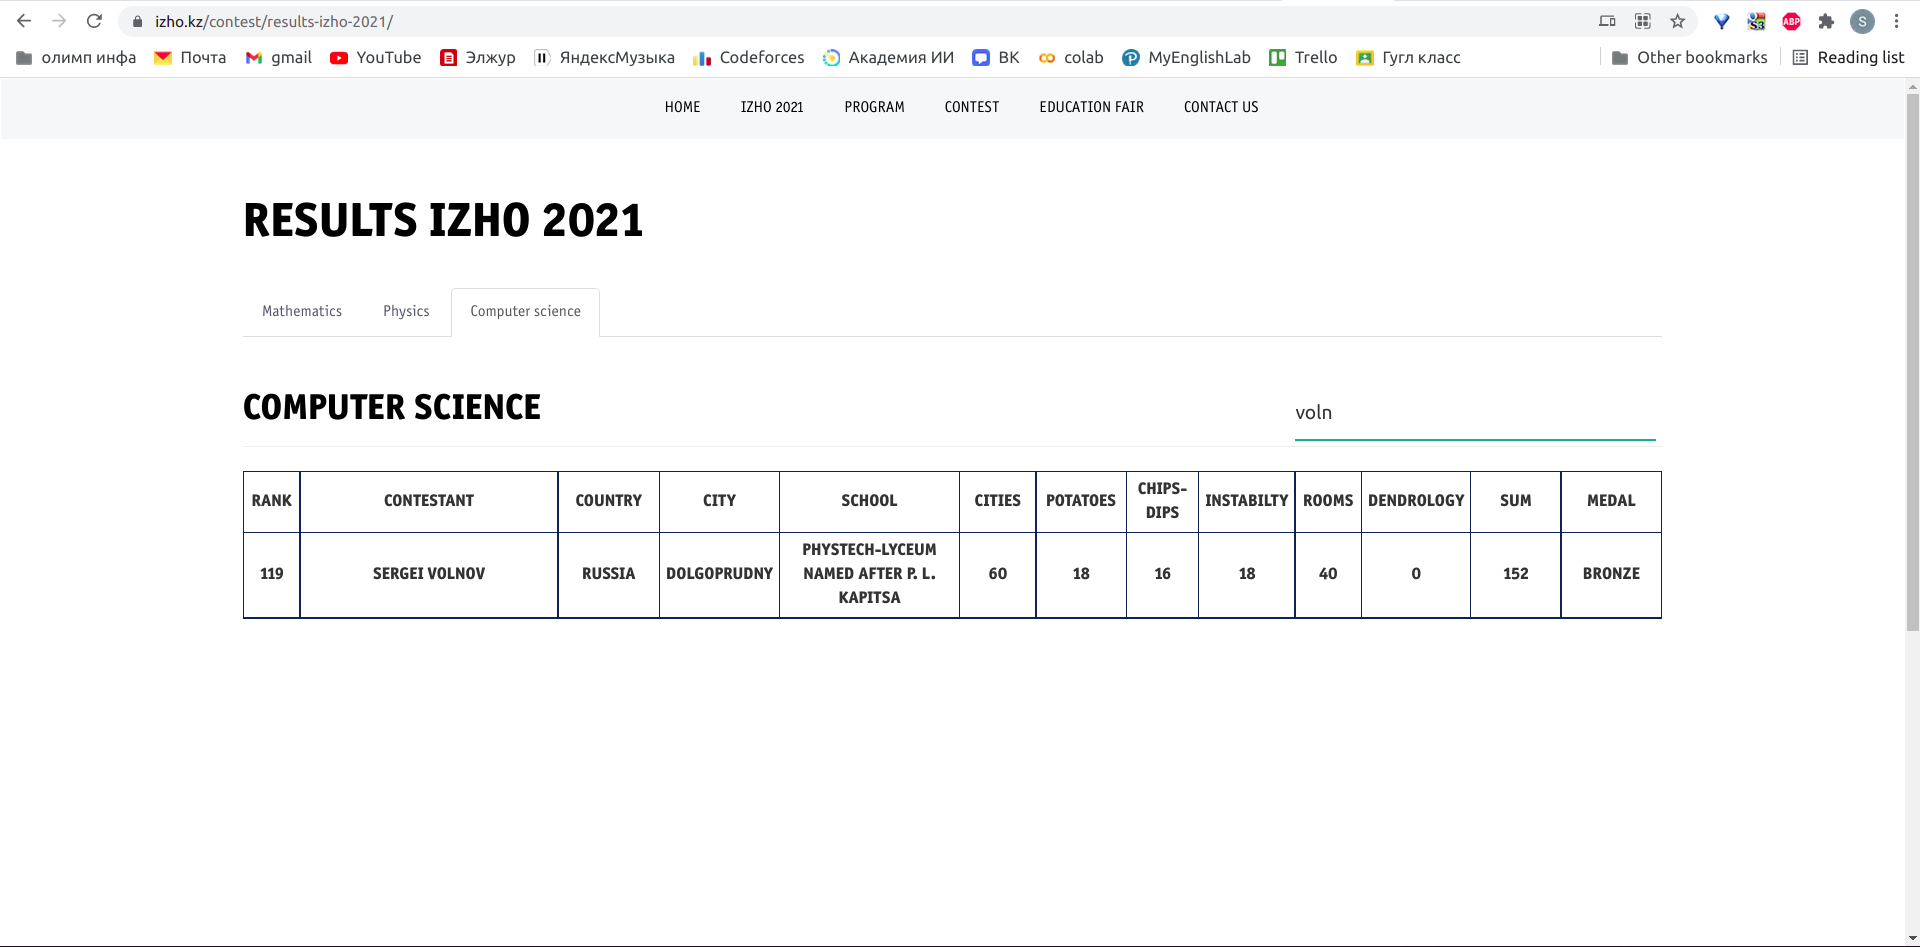 izho.kz/contest/results-izho-2021/
ABP
S
олимп инфа Почта gmail YouTube Элжур ЯндексМузыка Codeforces Академия ИИ ВК colab MyEnglishLab Trello Гугл класс Other bookmarks Reading list
HOME IZHO 2021 PROGRAM CONTEST EDUCATION FAIR CONTACT US
RESULTS IZHO 2021
Mathematics Physics Computer science
COMPUTER SCIENCE
voln
RANK CONTESTANT COUNTRY CITY SCHOOL CITIES POTATOES CHIPS-
DIPS INSTABILTY ROOMS DENDROLOGY SUM MEDAL
119 SERGEI VOLNOV RUSSIA DOLGOPRUDNY PHYSTECH-LYCEUM
NAMED AFTER P. L.
KAPITSA 60 18 16 18 40 0 152 BRONZE